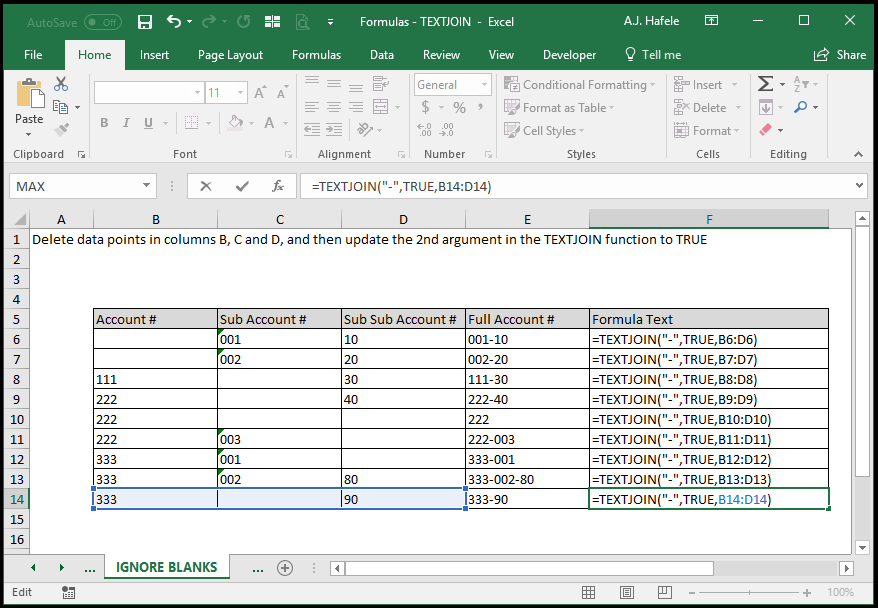 AutoSave Off Formulas - TEXTJOIN - Excel A.J. Hafele
File Home Insert Page Layout Formulas Data Review View Developer Tell me Share
Paste
11
General
Conditional Formatting
Format as Table
Cell Styles
Insert
Delete
Format
B I U
$ % ,
Clipboard Font Alignment Number Styles Cells Editing
MAX fx =TEXTJOIN("-",TRUE,B14:D14)
A B C D E F
1 Delete data points in columns B, C and D, and then update the 2nd argument in the TEXTJOIN function to TRUE
2
3
4
5 Account # Sub Account # Sub Sub Account # Full Account # Formula Text
6 001 10 001-10 =TEXTJOIN("-",TRUE,B6:D6)
7 002 20 002-20 =TEXTJOIN("-",TRUE,B7:D7)
8 111 30 111-30 =TEXTJOIN("-",TRUE,B8:D8)
9 222 40 222-40 =TEXTJOIN("-",TRUE,B9:D9)
10 222 222 =TEXTJOIN("-",TRUE,B10:D10)
11 222 003 222-003 =TEXTJOIN("-",TRUE,B11:D11)
12 333 001 333-001 =TEXTJOIN("-",TRUE,B12:D12)
13 333 002 80 333-002-80 =TEXTJOIN("-",TRUE,B13:D13)
14 333 90 333-90 =TEXTJOIN("-",TRUE,B14:D14)
15
16
... IGNORE BLANKS ...
Edit 100%